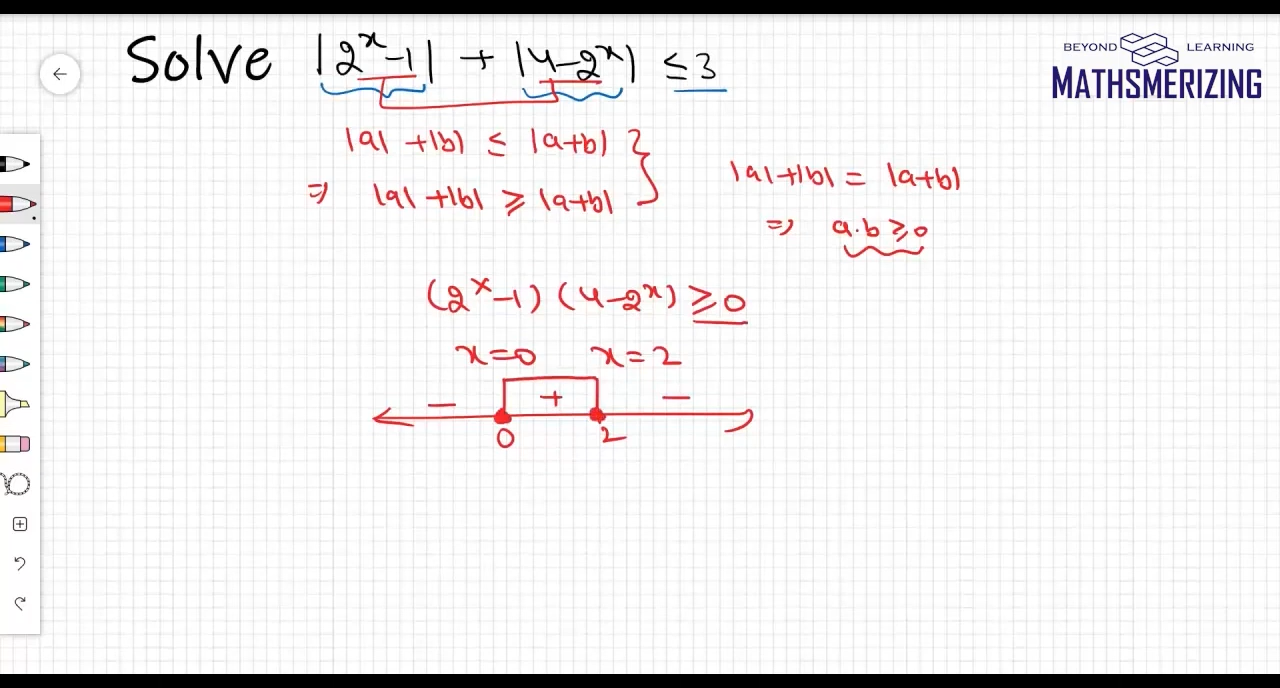 Solve |2^x-1| + |4-2^x| ≤ 3
BEYOND LEARNING
MATHSMERIZING
|a| + |b| ≤ |a+b|
⇒ |a| + |b| ≥ |a+b|
|a| + |b| = |a+b|
⇒ a.b ≥ 0
(2^x-1) (4-2^x) ≥ 0
x=0 x=2
- + -
0 2